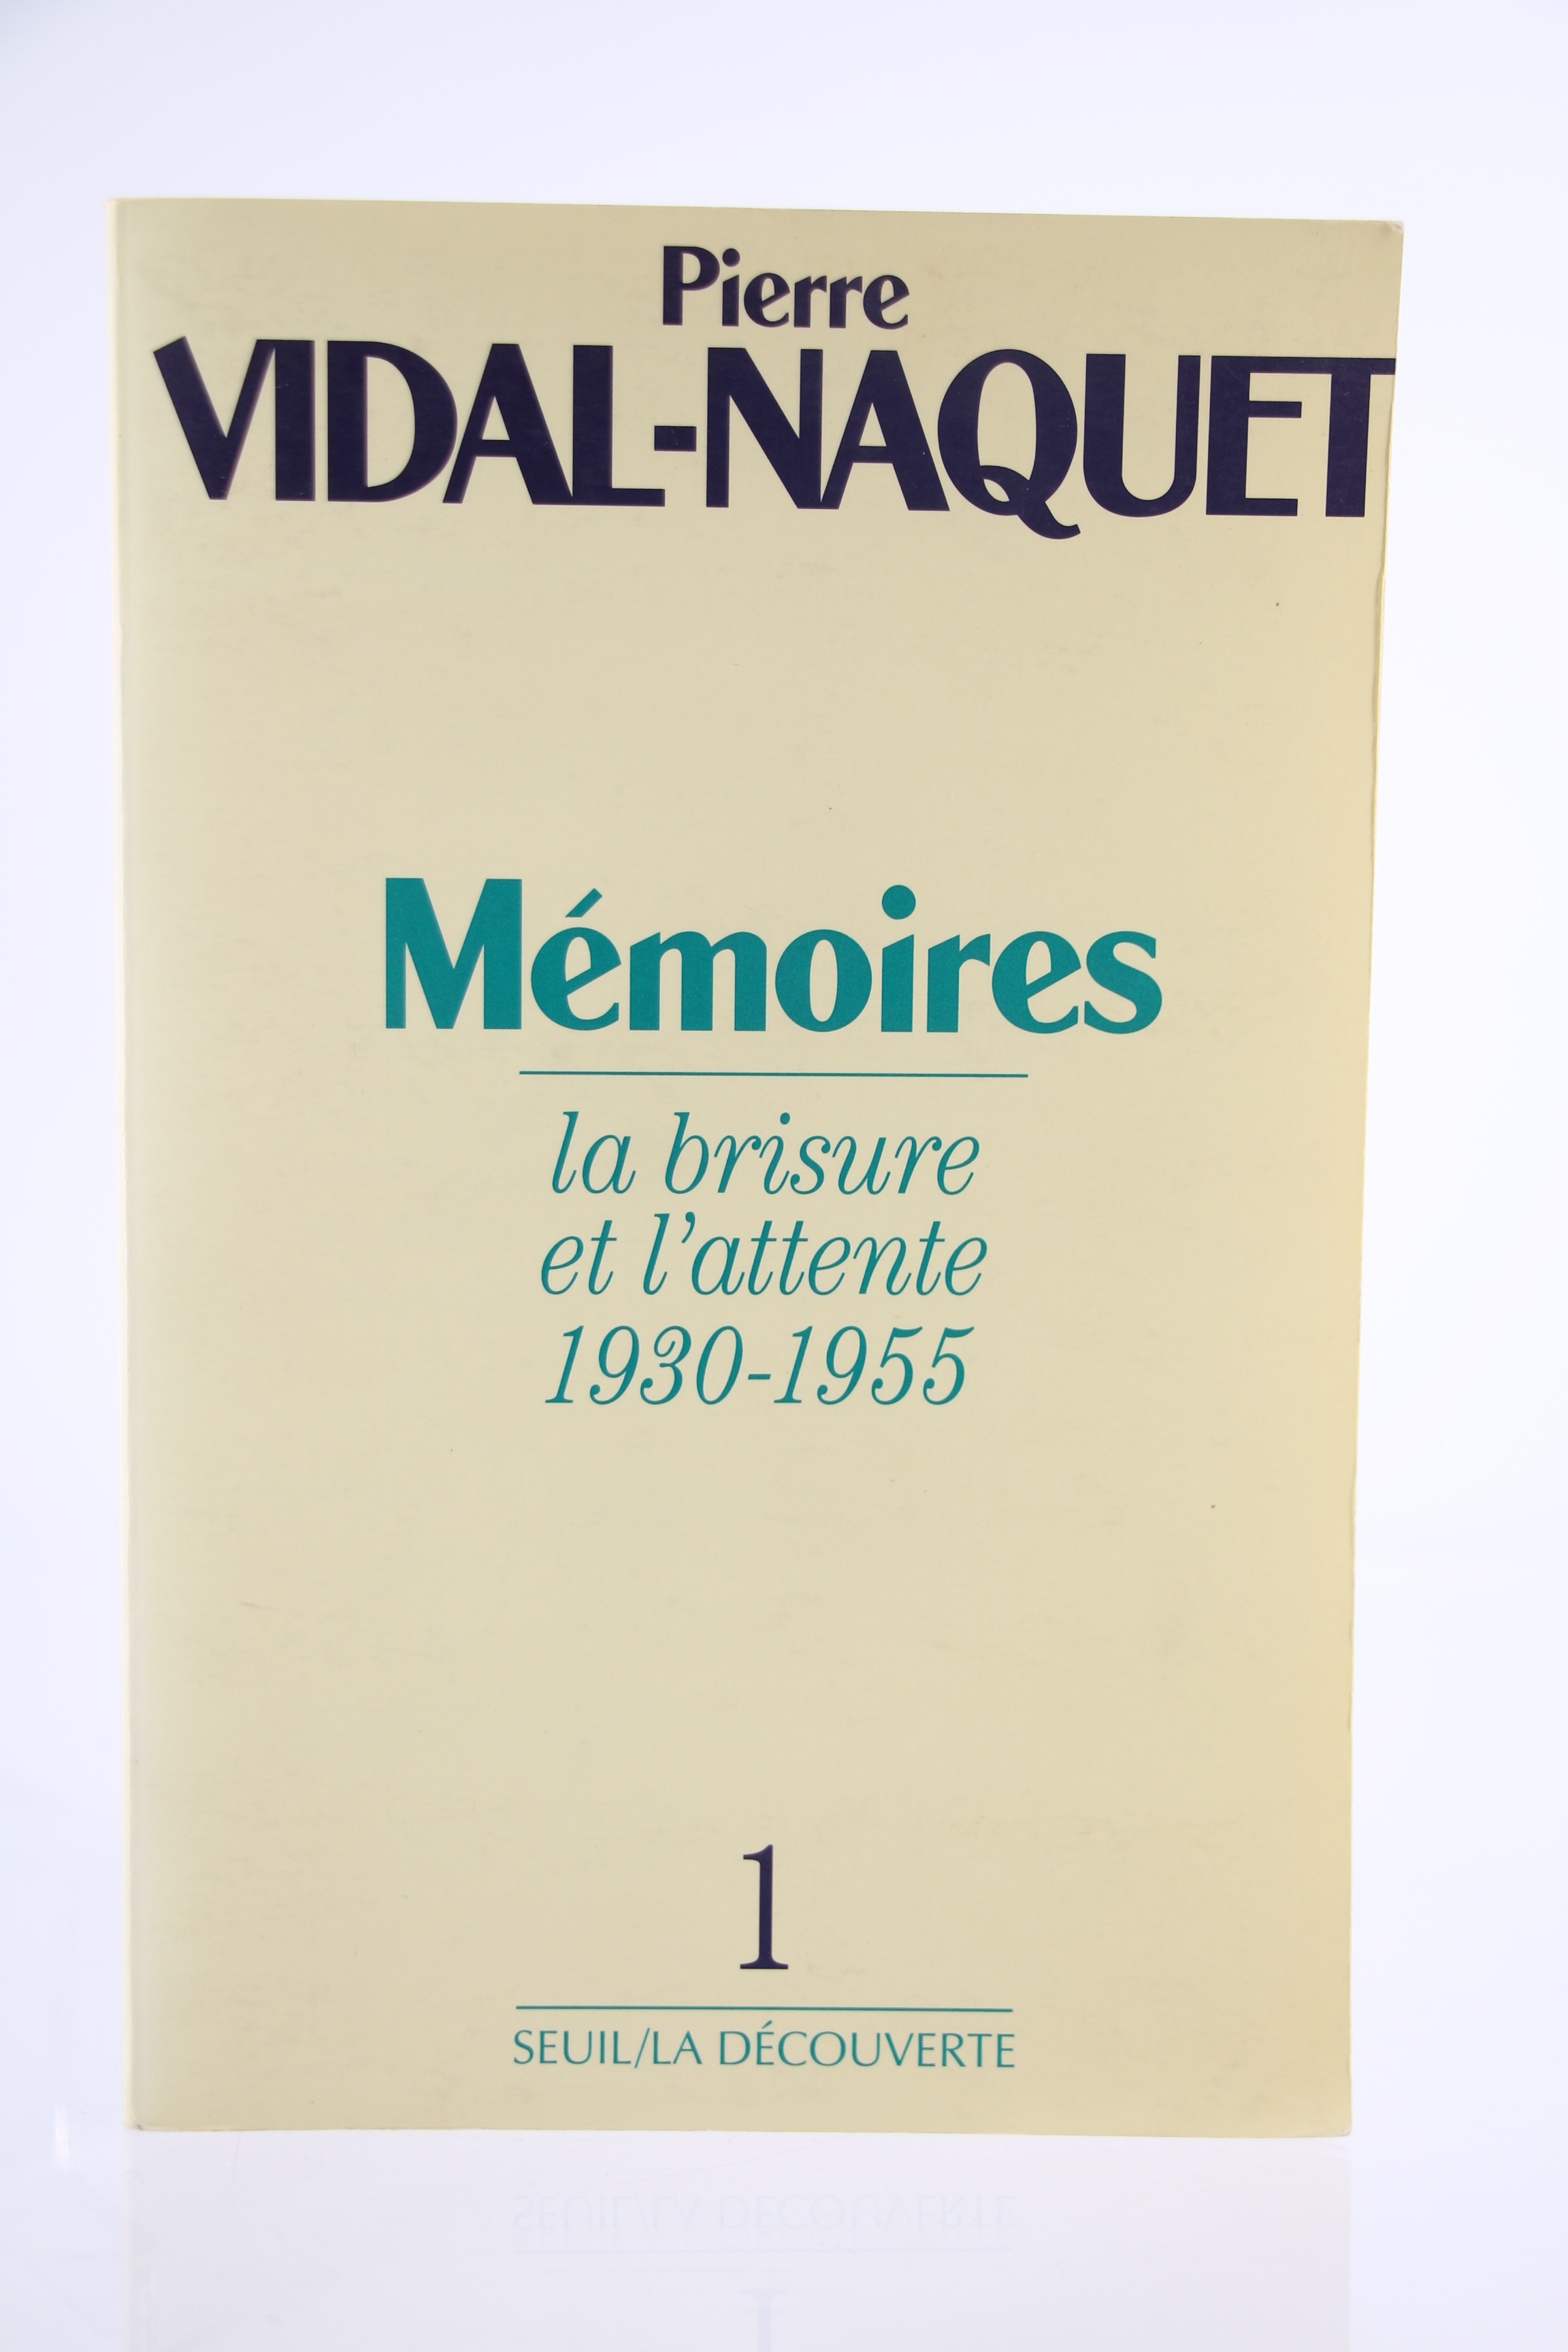 Pierre
VIDAL-NAQUET
Mémoires
la brisure
et l'attente
1930-1955
1
SEUIL/LA DÉCOUVERTE